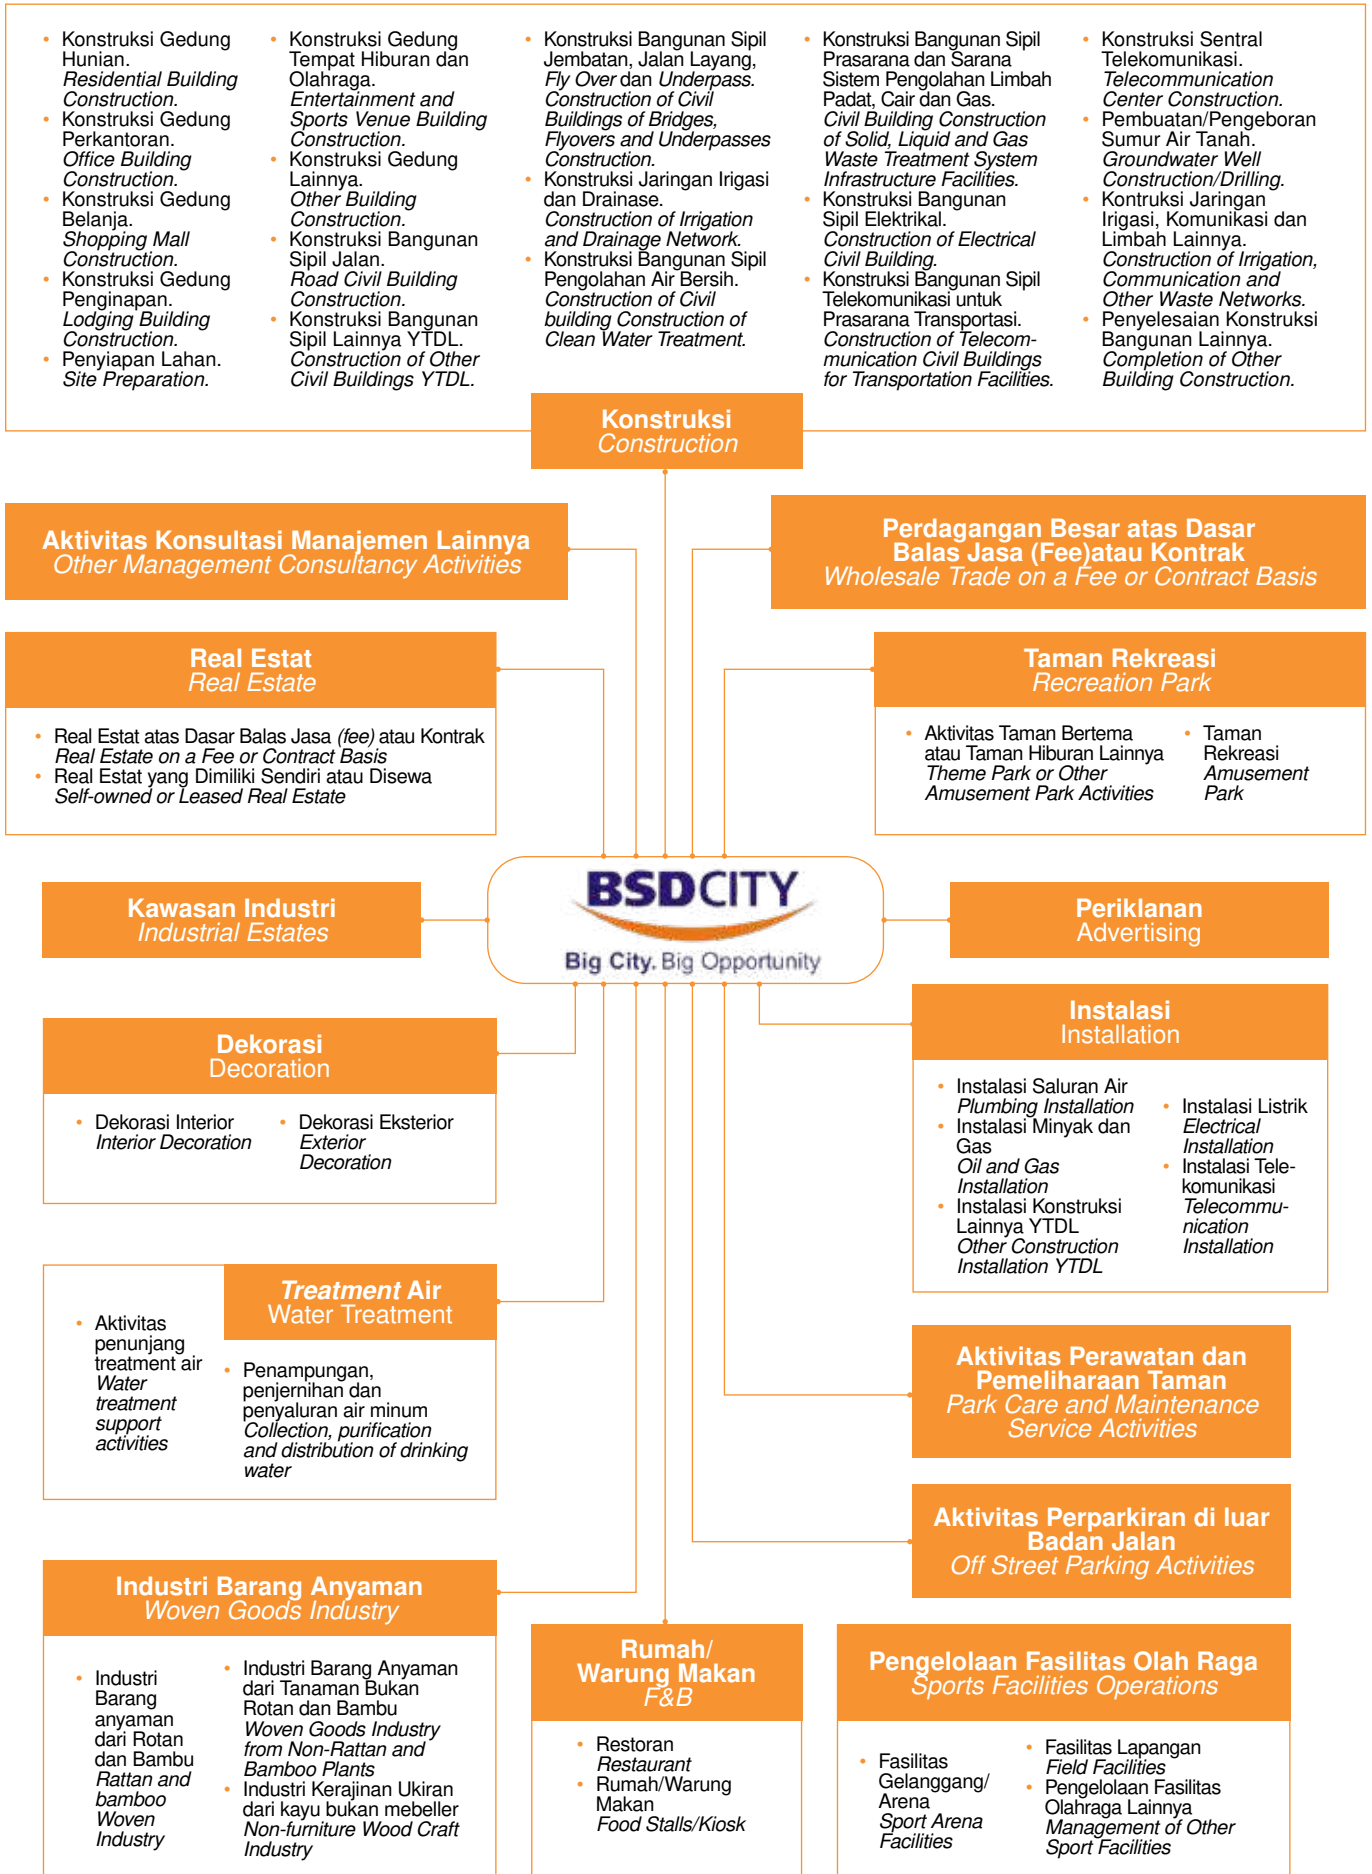 • Konstruksi Gedung
Hunian.
Residential Building
Construction.
• Konstruksi Gedung
Perkantoran.
Office Building
Construction.
• Konstruksi Gedung
Belanja.
Shopping Mall
Construction.
• Konstruksi Gedung
Penginapan.
Lodging Building
Construction.
• Penyiapan Lahan.
Site Preparation.
• Konstruksi Gedung
Tempat Hiburan dan
Olahraga.
Entertainment and
Sports Venue Building
Construction.
• Konstruksi Gedung
Lainnya.
Other Building
Construction.
• Konstruksi Bangunan
Sipil Jalan.
Road Civil Building
Construction.
• Konstruksi Bangunan
Sipil Lainnya YTDL.
Construction of Other
Civil Buildings YTDL.
• Konstruksi Bangunan Sipil
Jembatan, Jalan Layang,
Fly Over dan Underpass.
Construction of Civil
Buildings of Bridges,
Flyovers and Underpasses
Construction.
• Konstruksi Jaringan Irigasi
dan Drainase.
Construction of Irrigation
and Drainage Network.
• Konstruksi Bangunan Sipil
Pengolahan Air Bersih.
Construction of Civil
building Construction of
Clean Water Treatment.
• Konstruksi Bangunan Sipil
Prasarana dan Sarana
Sistem Pengolahan Limbah
Padat, Cair dan Gas.
Civil Building Construction
of Solid, Liquid and Gas
Waste Treatment System
Infrastructure Facilities.
• Konstruksi Bangunan
Sipil Elektrikal.
Construction of Electrical
Civil Building.
• Konstruksi Bangunan Sipil
Telekomunikasi untuk
Prasarana Transportasi.
Construction of Telecom-
munication Civil Buildings
for Transportation Facilities.
• Konstruksi Sentral
Telekomunikasi.
Telecommunication
Center Construction.
• Pembuatan/Pengeboran
Sumur Air Tanah.
Groundwater Well
Construction/Drilling.
• Kontruksi Jaringan
Irigasi, Komunikasi dan
Limbah Lainnya.
Construction of Irrigation,
Communication and
Other Waste Networks.
• Penyelesaian Konstruksi
Bangunan Lainnya.
Completion of Other
Building Construction.
Konstruksi
Construction
Aktivitas Konsultasi Manajemen Lainnya
Other Management Consultancy Activities
Perdagangan Besar atas Dasar
Balas Jasa (Fee)atau Kontrak
Wholesale Trade on a Fee or Contract Basis
Real Estat
Real Estate
• Real Estat atas Dasar Balas Jasa (fee) atau Kontrak
Real Estate on a Fee or Contract Basis
• Real Estat yang Dimiliki Sendiri atau Disewa
Self-owned or Leased Real Estate
Taman Rekreasi
Recreation Park
• Aktivitas Taman Bertema
atau Taman Hiburan Lainnya
Theme Park or Other
Amusement Park Activities
• Taman
Rekreasi
Amusement
Park
Kawasan Industri
Industrial Estates
BSDCITY
Big City. Big Opportunity
Periklanan
Advertising
Dekorasi
Decoration
• Dekorasi Interior
Interior Decoration
• Dekorasi Eksterior
Exterior
Decoration
Instalasi
Installation
• Instalasi Saluran Air
Plumbing Installation
• Instalasi Minyak dan
Gas
Oil and Gas
Installation
• Instalasi Konstruksi
Lainnya YTDL
Other Construction
Installation YTDL
• Instalasi Listrik
Electrical
Installation
• Instalasi Tele-
komunikasi
Telecommu-
nication
Installation
Treatment Air
Water Treatment
• Aktivitas
penunjang
treatment air
Water
treatment
support
activities
• Penampungan,
penjernihan dan
penyaluran air minum
Collection, purification
and distribution of drinking
water
Aktivitas Perawatan dan
Pemeliharaan Taman
Park Care and Maintenance
Service Activities
Aktivitas Perparkiran di luar
Badan Jalan
Off Street Parking Activities
Industri Barang Anyaman
Woven Goods Industry
• Industri
Barang
anyaman
dari Rotan
dan Bambu
Rattan and
bamboo
Woven
Industry
• Industri Barang Anyaman
dari Tanaman Bukan
Rotan dan Bambu
Woven Goods Industry
from Non-Rattan and
Bamboo Plants
• Industri Kerajinan Ukiran
dari kayu bukan mebeller
Non-furniture Wood Craft
Industry
Rumah/
Warung Makan
F&B
• Restoran
Restaurant
• Rumah/Warung
Makan
Food Stalls/Kiosk
Pengelolaan Fasilitas Olah Raga
Sports Facilities Operations
• Fasilitas
Gelanggang/
Arena
Sport Arena
Facilities
• Fasilitas Lapangan
Field Facilities
• Pengelolaan Fasilitas
Olahraga Lainnya
Management of Other
Sport Facilities